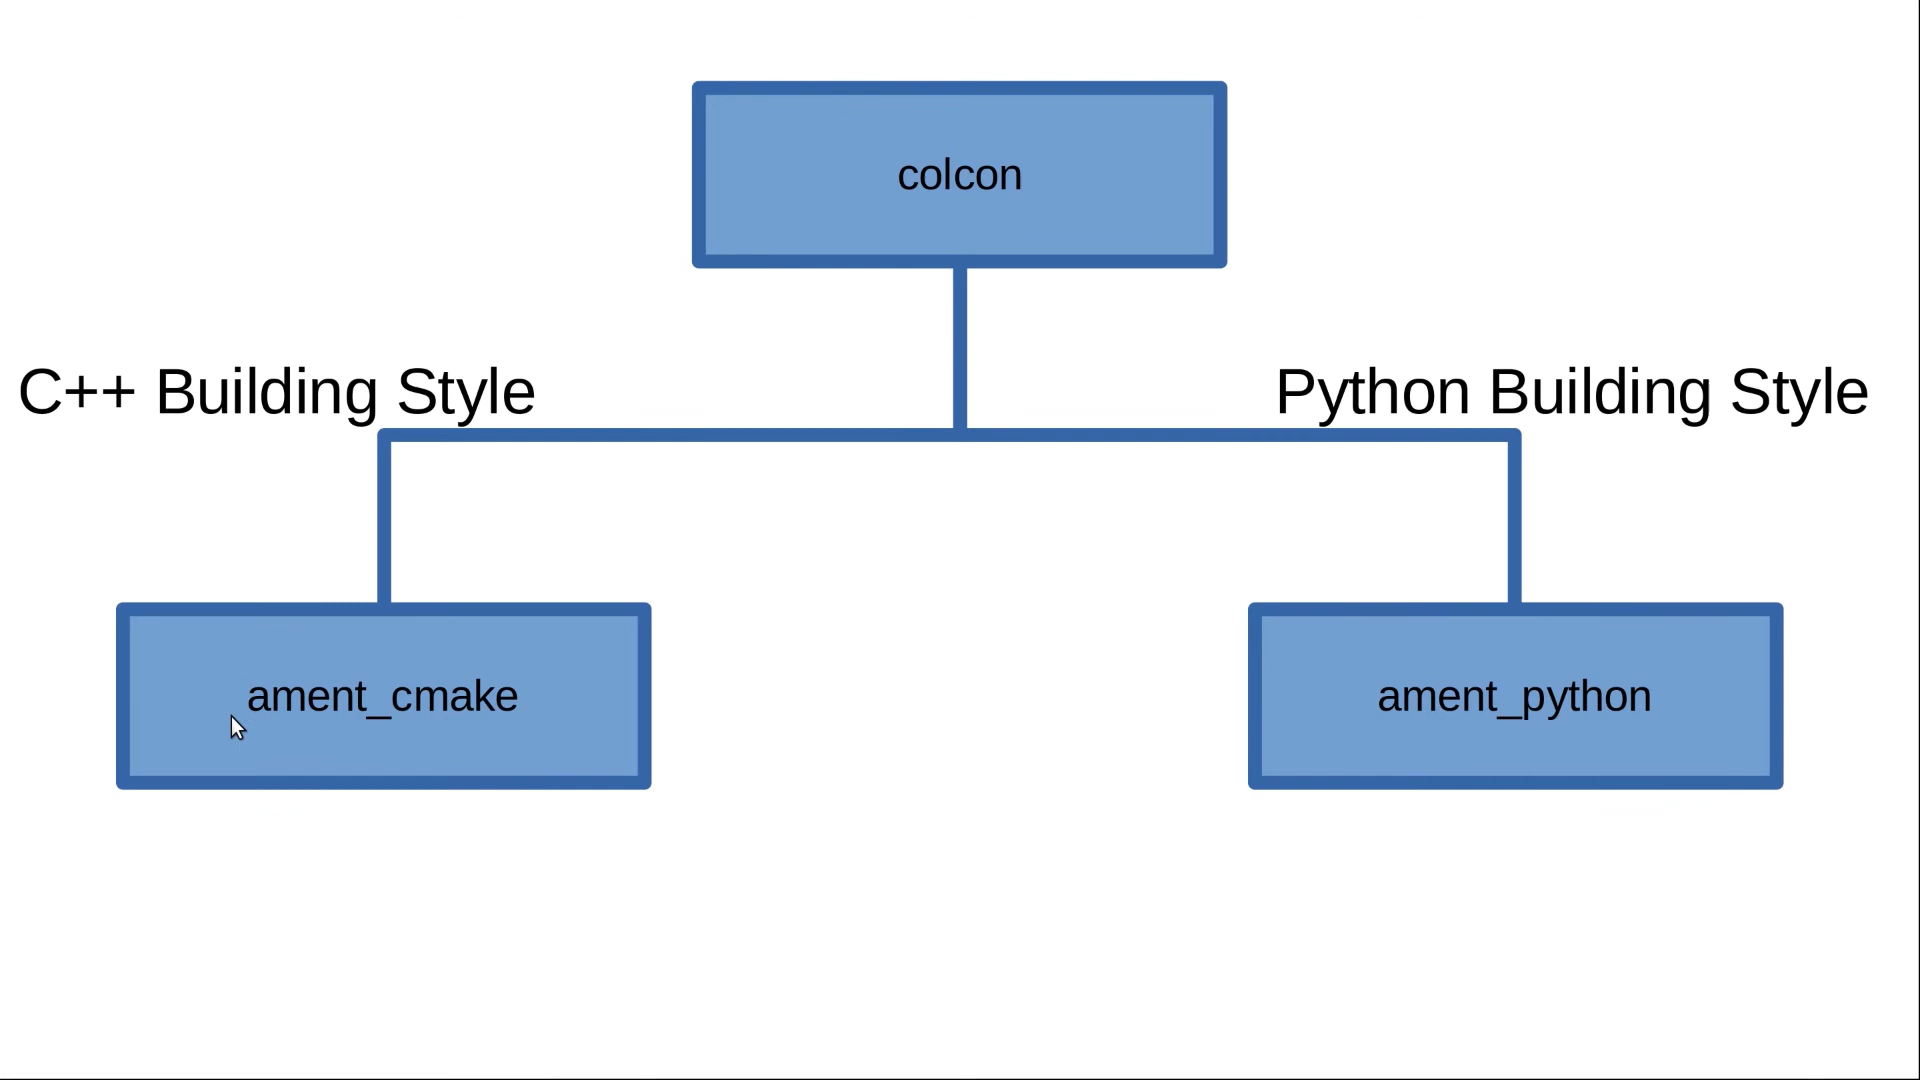 colcon
C++ Building Style
Python Building Style
ament_cmake
ament_python